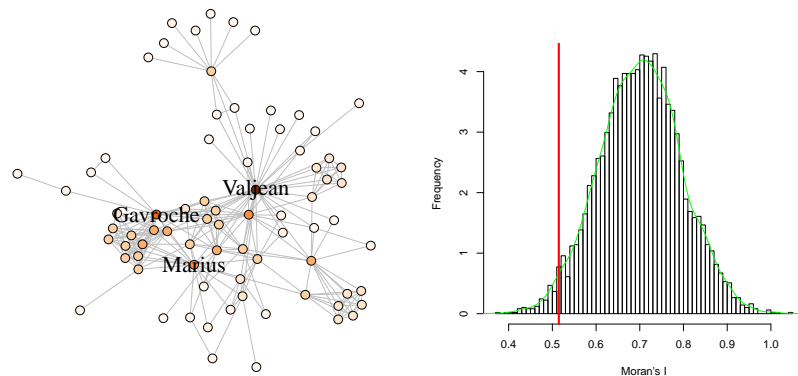 Valjean
Gavroche
Marius
Frequency
4
3
2
1
0
0.4 0.5 0.6 0.7 0.8 0.9 1.0
Moran's I